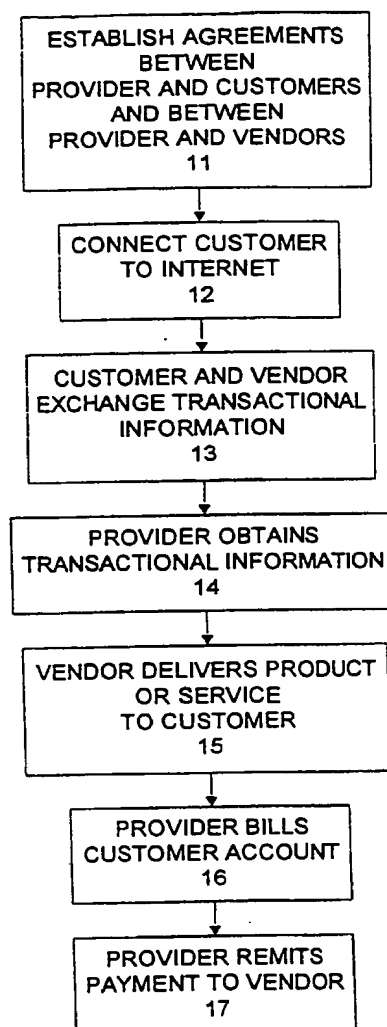 ESTABLISH AGREEMENTS
BETWEEN
PROVIDER AND CUSTOMERS
AND BETWEEN
PROVIDER AND VENDORS
11
CONNECT CUSTOMER
TO INTERNET
12
CUSTOMER AND VENDOR
EXCHANGE TRANSACTIONAL
INFORMATION
13
PROVIDER OBTAINS
TRANSACTIONAL INFORMATION
14
VENDOR DELIVERS PRODUCT
OR SERVICE
TO CUSTOMER
15
PROVIDER BILLS
CUSTOMER ACCOUNT
16
PROVIDER REMITS
PAYMENT TO VENDOR
17